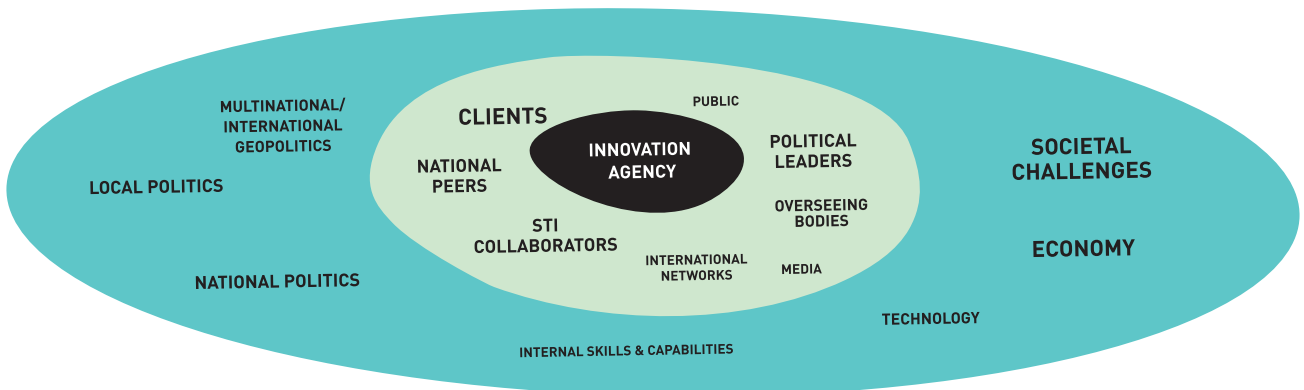 MULTINATIONAL/
INTERNATIONAL
GEOPOLITICS
LOCAL POLITICS
NATIONAL POLITICS
CLIENTS
PUBLIC
NATIONAL
PEERS
INNOVATION
AGENCY
POLITICAL
LEADERS
STI
COLLABORATORS
OVERSEEING
BODIES
INTERNATIONAL
NETWORKS
MEDIA
SOCIETAL
CHALLENGES
ECONOMY
TECHNOLOGY
INTERNAL SKILLS & CAPABILITIES